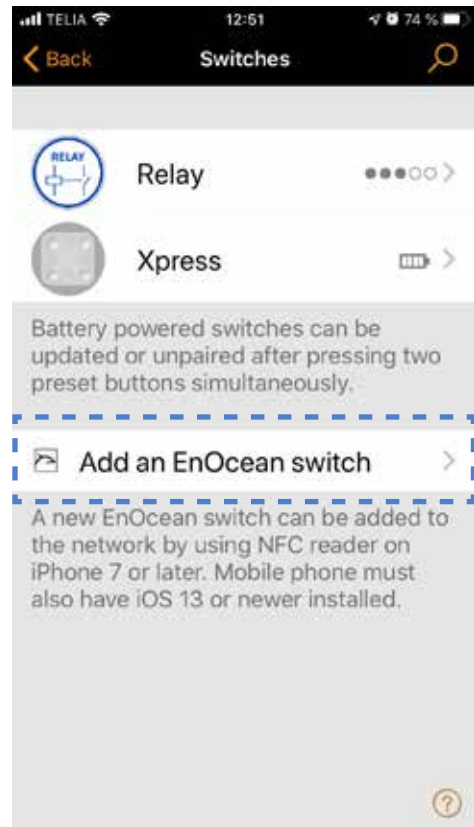 TELIA 12:51 74 %
Back Switches
RELAY
Relay
Xpress
Battery powered switches can be
updated or unpaired after pressing two
preset buttons simultaneously.
Add an EnOcean switch
A new EnOcean switch can be added to
the network by using NFC reader on
iPhone 7 or later. Mobile phone must
also have iOS 13 or newer installed.
?